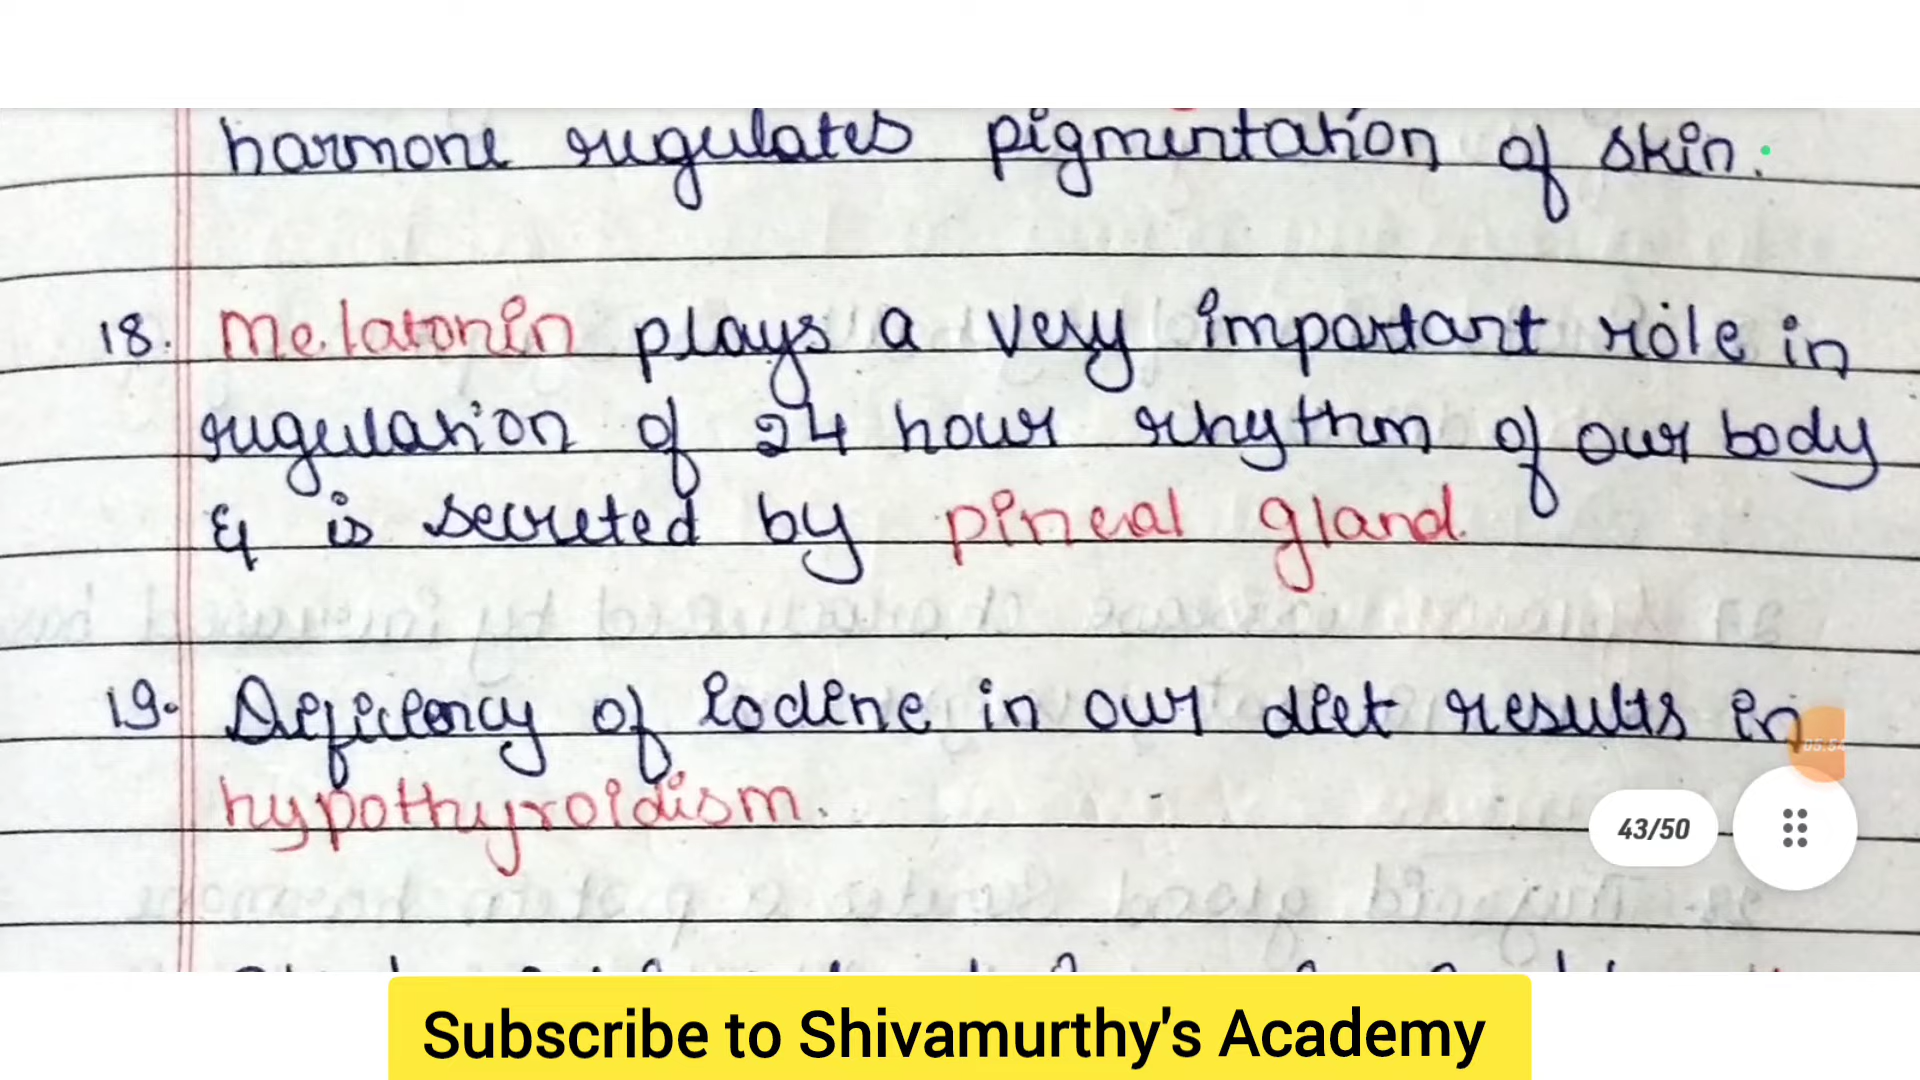 harmone regulates pigmentation of skin.
18. Melatonin plays a very important role in
regulation of 24 hour rhythm of our body
& is secreted by pineal gland.
19. Deficiency of iodine in our diet results in
hypothyroidism.
05:54
43/50
Subscribe to Shivamurthy's Academy